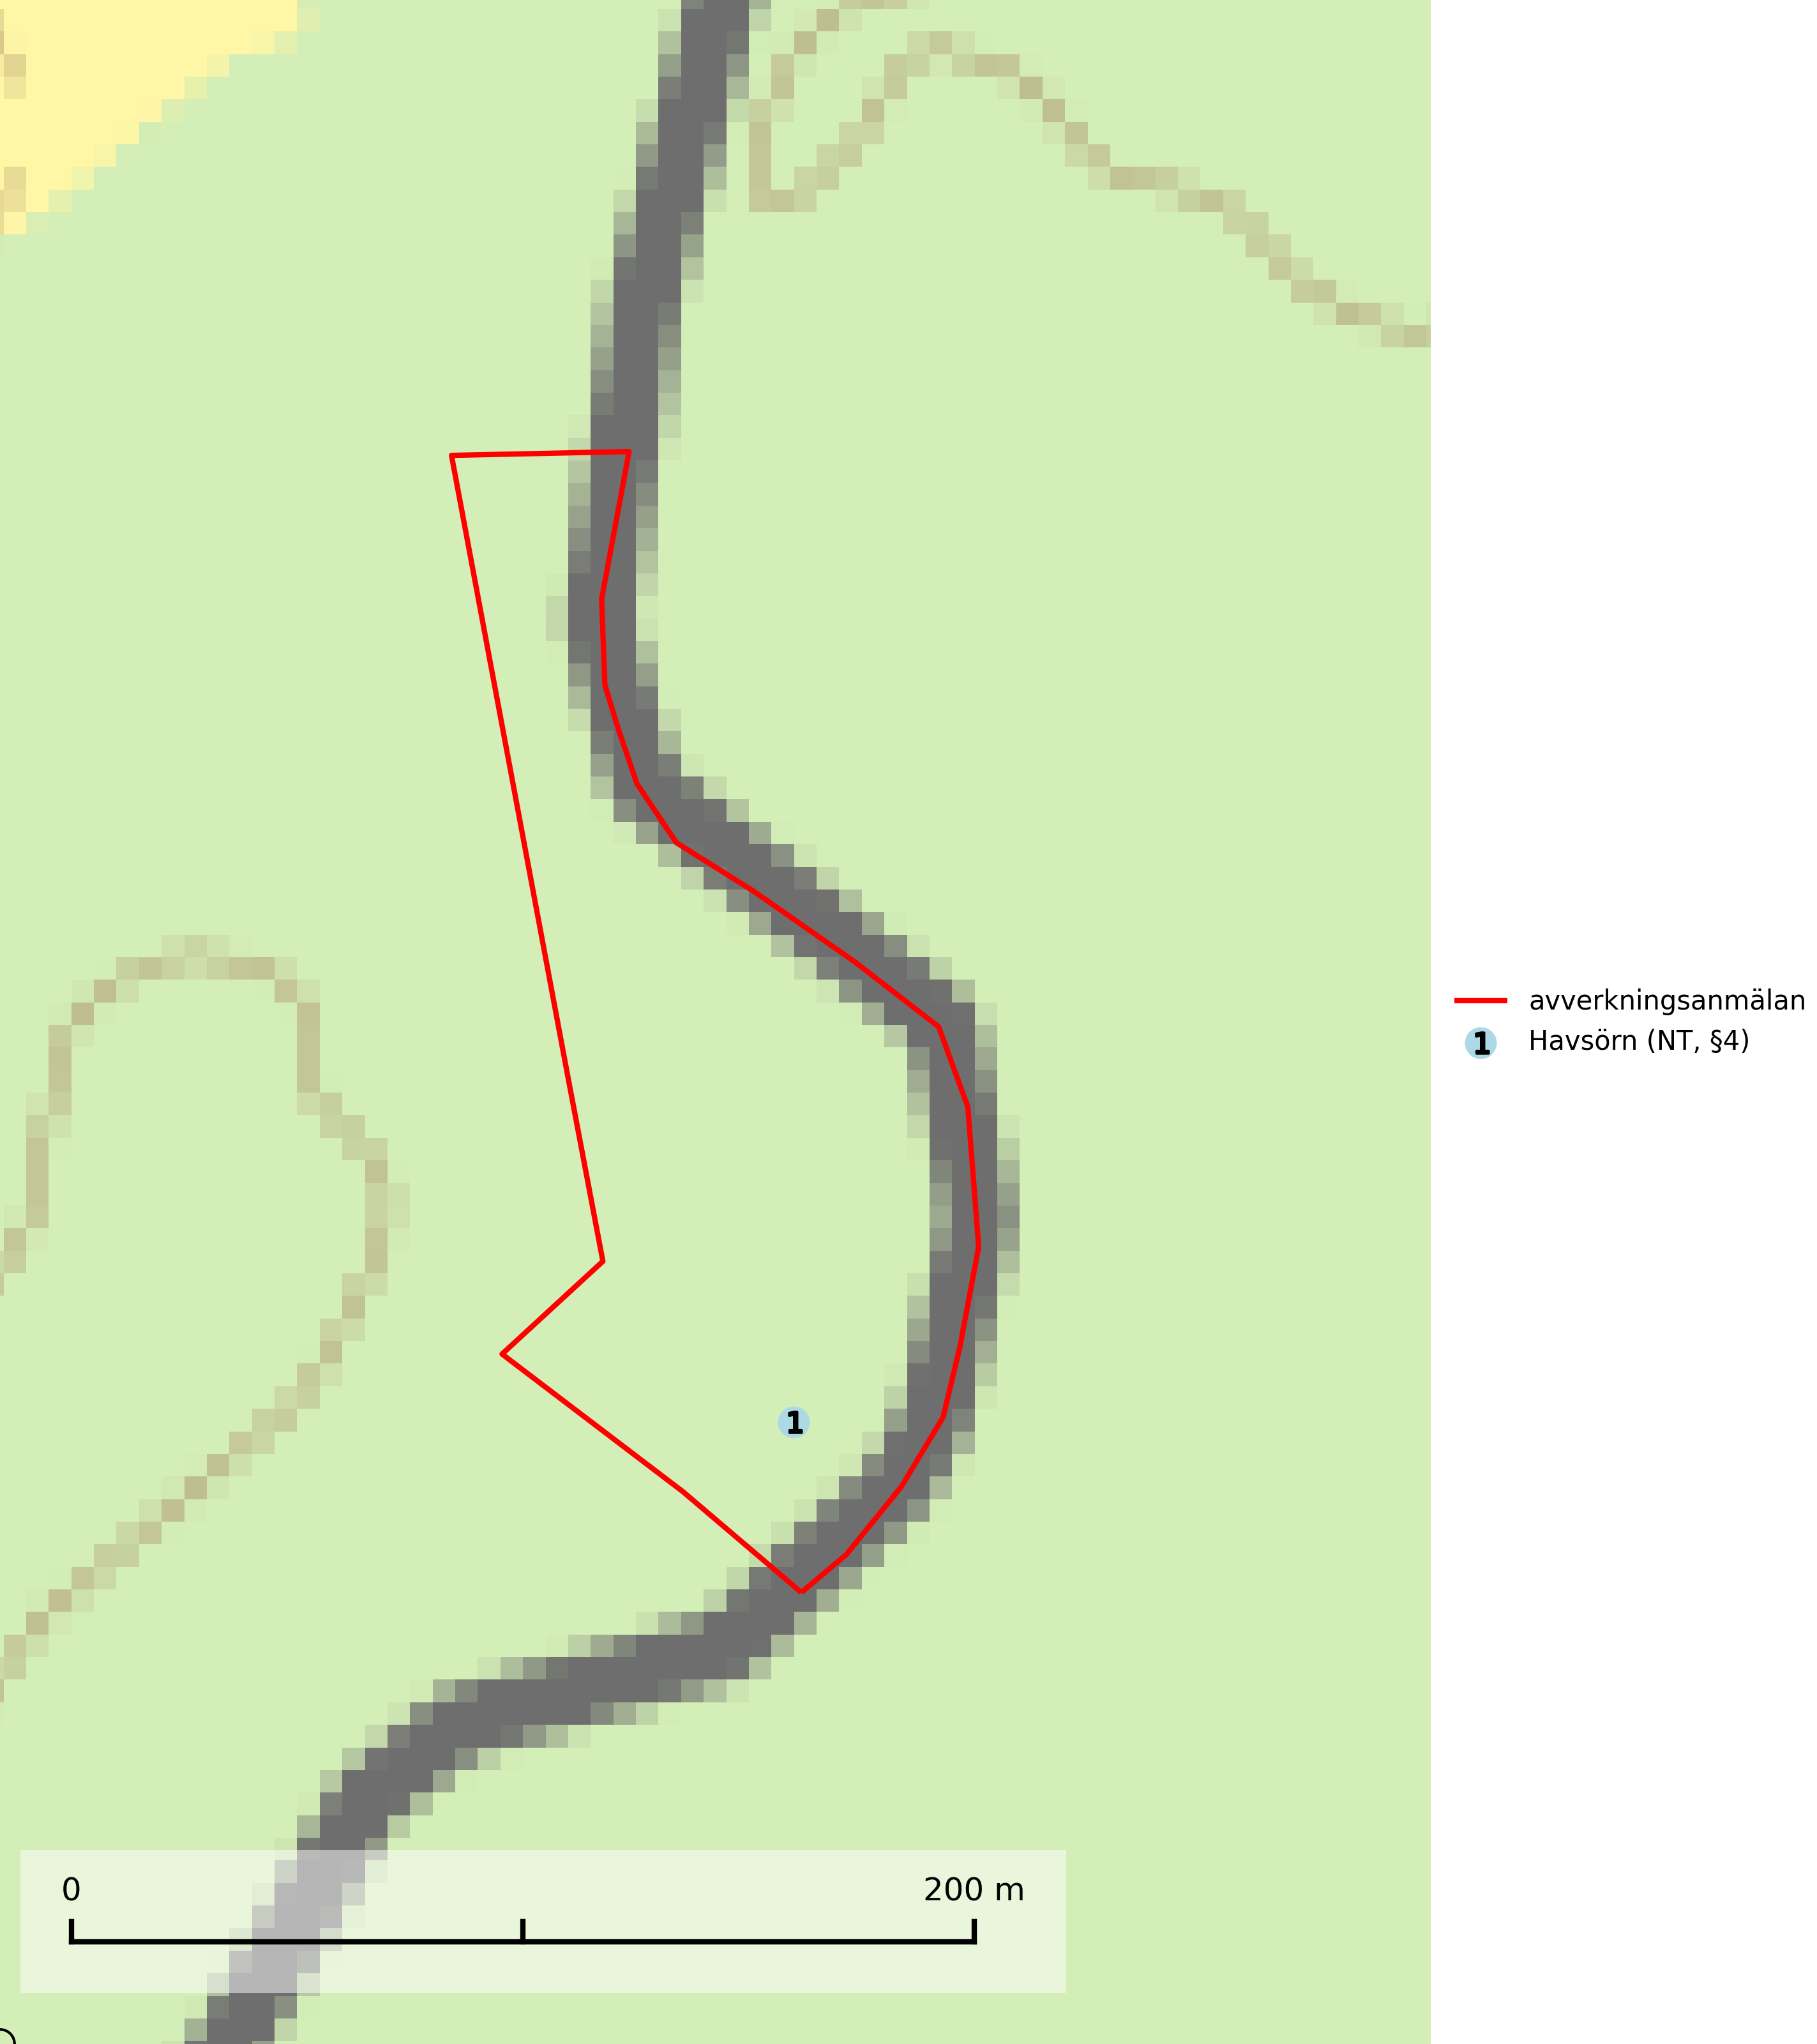 avverkningsanmälan
1 Havsörn (NT, §4)
1
0 200 m